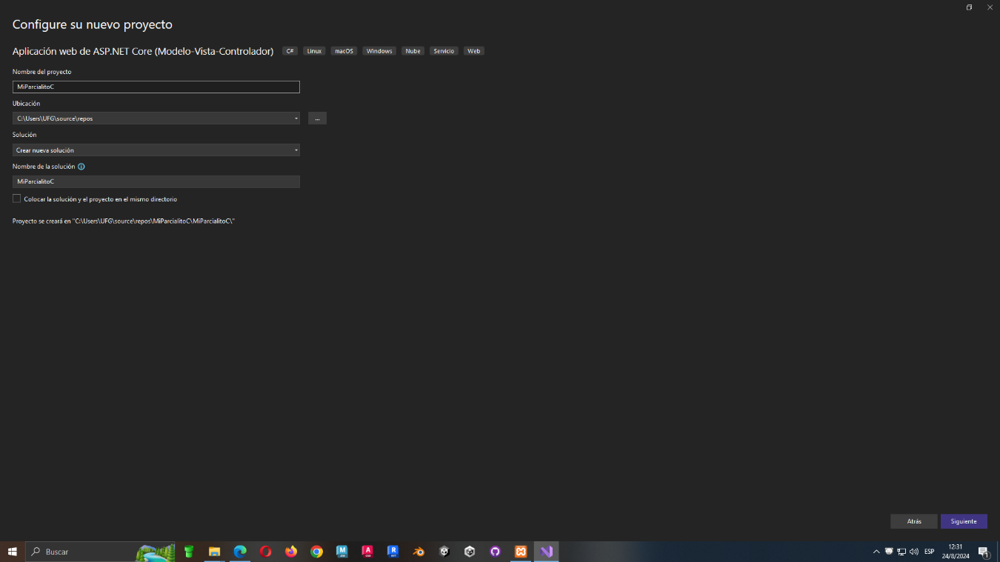 Configure su nuevo proyecto
Aplicación web de ASP.NET Core (Modelo-Vista-Controlador) C# Linux macOS Windows Nube Servicio Web
Nombre del proyecto
MiParcialitoC
Ubicación
C:\Users\UFG\source\repos
...
Solución
Crear nueva solución
Nombre de la solución
MiParcialitoC
Colocar la solución y el proyecto en el mismo directorio
Proyecto se creará en "C:\Users\UFG\source\repos\MiParcialitoC\MiParcialitoC\"
Atrás Siguiente
Buscar
ESP
12:31
24/8/2024
1